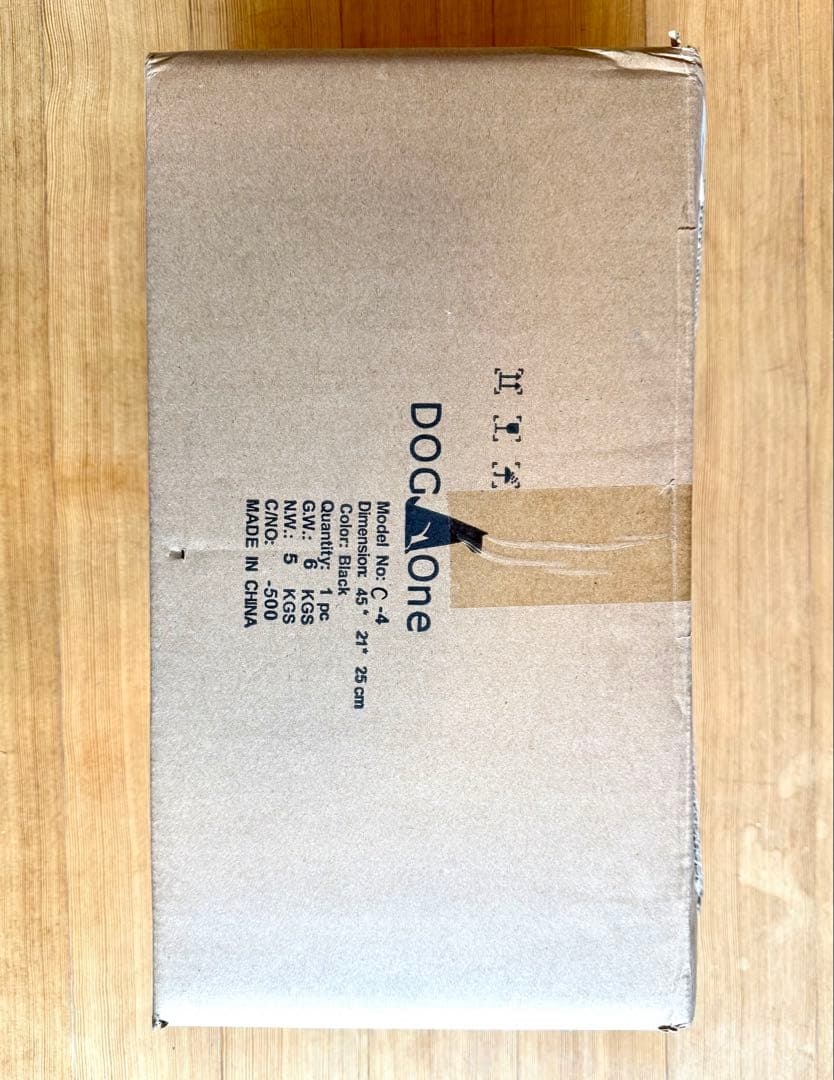 DOG One
Model No: C-4
Dimension: 45* 21* 25 cm
Color: Black
Quantity: 1 pc
G.W.: 6 KGS
N.W.: 5 KGS
C/NO: -500
MADE IN CHINA